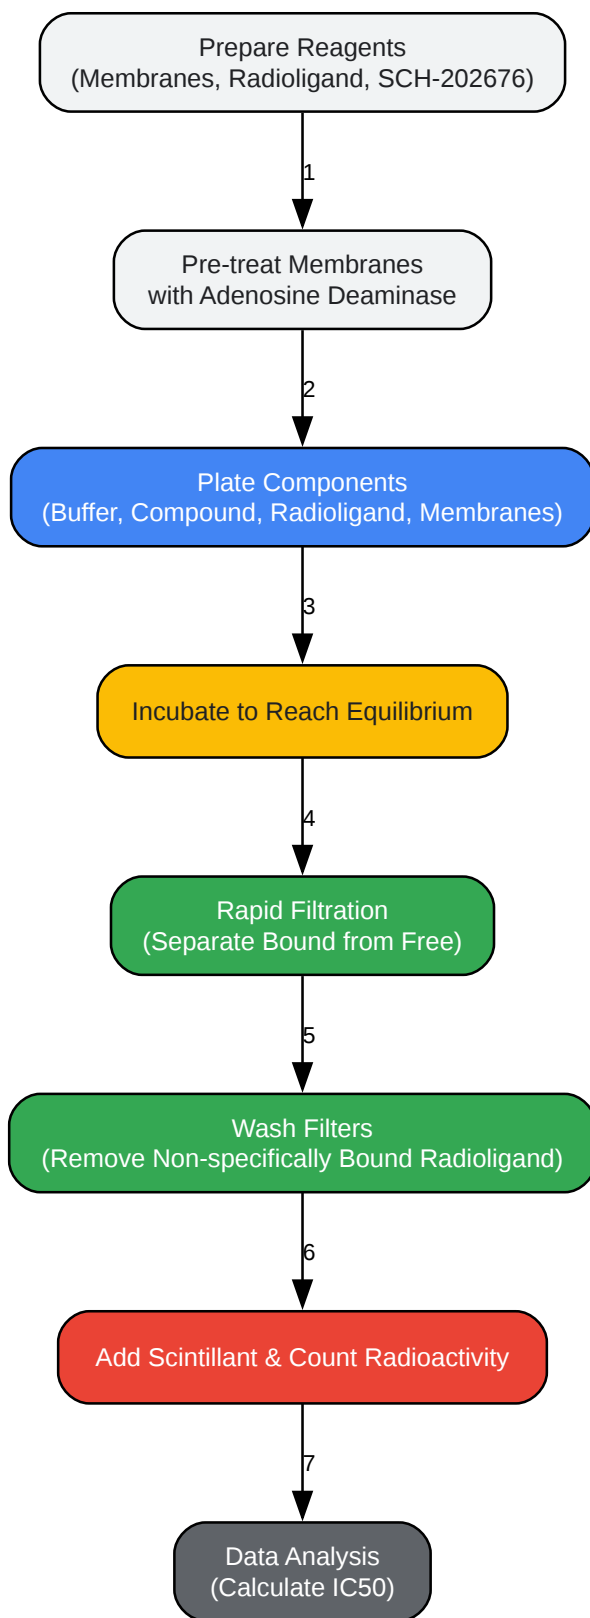 Prepare Reagents
(Membranes, Radioligand, SCH-202676)
1
Pre-treat Membranes
with Adenosine Deaminase
2
Plate Components
(Buffer, Compound, Radioligand, Membranes)
3
Incubate to Reach Equilibrium
4
Rapid Filtration
(Separate Bound from Free)
5
Wash Filters
(Remove Non-specifically Bound Radioligand)
6
Add Scintillant & Count Radioactivity
7
Data Analysis
(Calculate IC50)